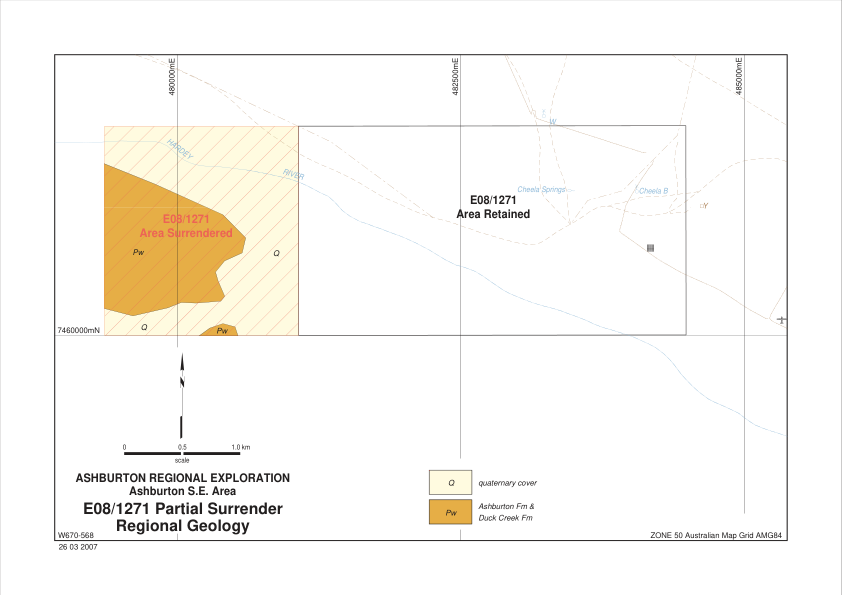 480000mE
482500mE
485000mE
W
HARDEY
RIVER
Cheela Springs
Cheela B
Y
E08/1271
Area Retained
E08/1271
Area Surrendered
Pw
Q
Q
Pw
7460000mN
N
0 0.5 1.0 km
scale
ASHBURTON REGIONAL EXPLORATION
Ashburton S.E. Area
E08/1271 Partial Surrender
Regional Geology
Q quaternary cover
Pw Ashburton Fm &
Duck Creek Fm
W670-568
ZONE 50 Australian Map Grid AMG84
26 03 2007